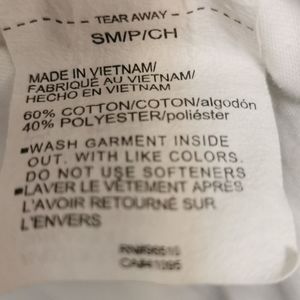 TEAR AWAY
SM/P/CH
MADE IN VIETNAM/
FABRIQUÉ AU VIETNAM/
HECHO EN VIETNAM
60% COTTON/COTON/algodón
40% POLYESTER/poliéster
WASH GARMENT INSIDE
OUT. WITH LIKE COLORS.
DO NOT USE SOFTENERS
LAVER LE VÊTEMENT APRÈS
L'AVOIR RETOURNÉ SUR
L'ENVERS